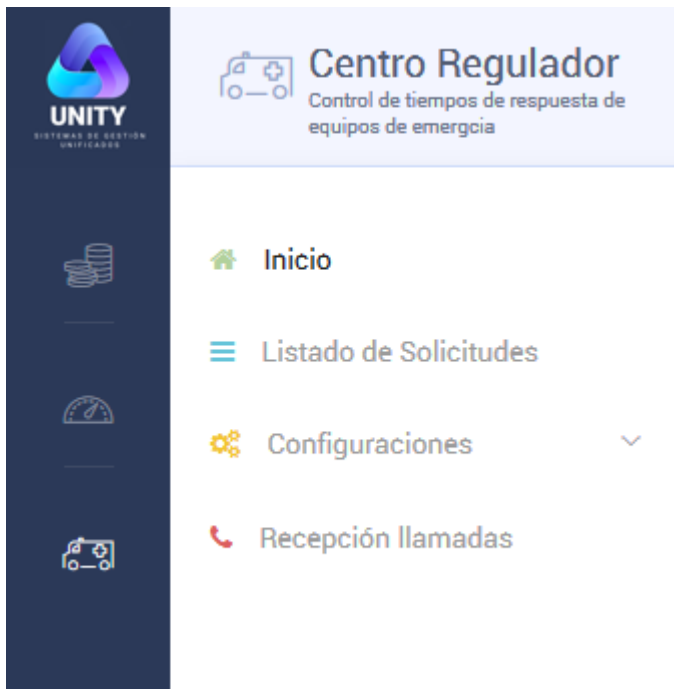 UNITY
SISTEMAS DE GESTIÓN
UNIFICADOS
Centro Regulador
Control de tiempos de respuesta de
equipos de emergcia
Inicio
Listado de Solicitudes
Configuraciones
Recepción llamadas